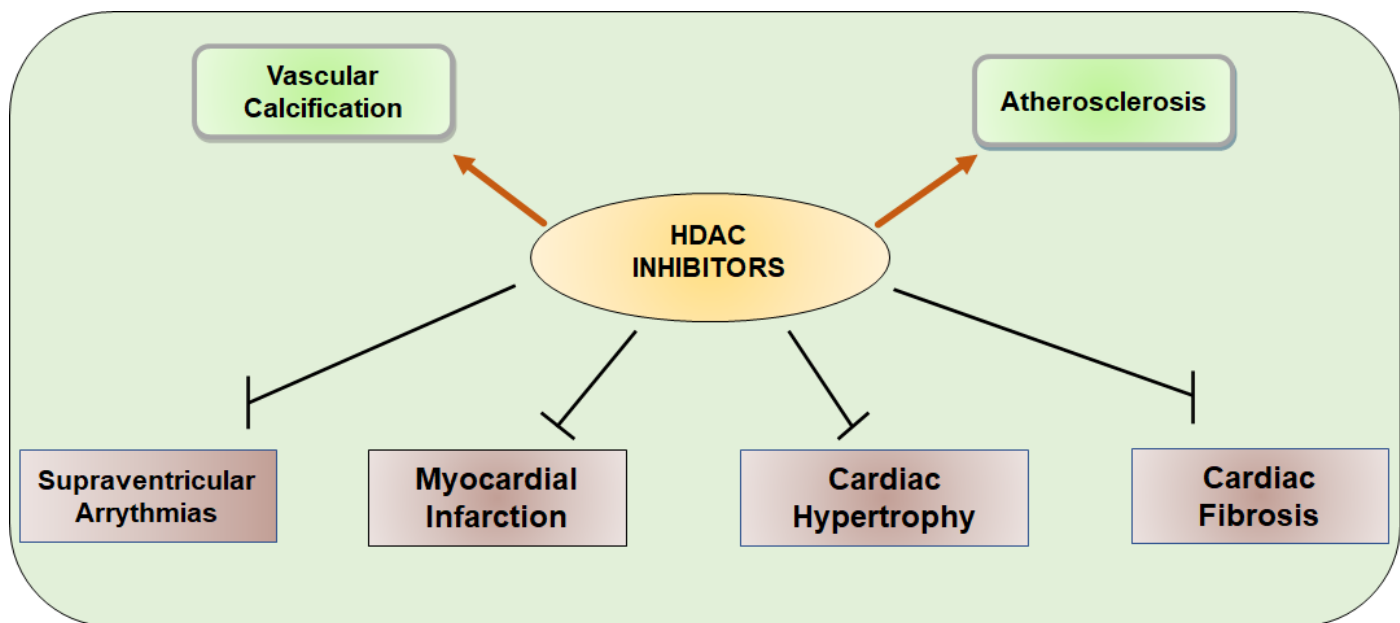 Vascular
Calcification
Atherosclerosis
HDAC
INHIBITORS
Supraventricular
Arrythmias
Myocardial
Infarction
Cardiac
Hypertrophy
Cardiac
Fibrosis